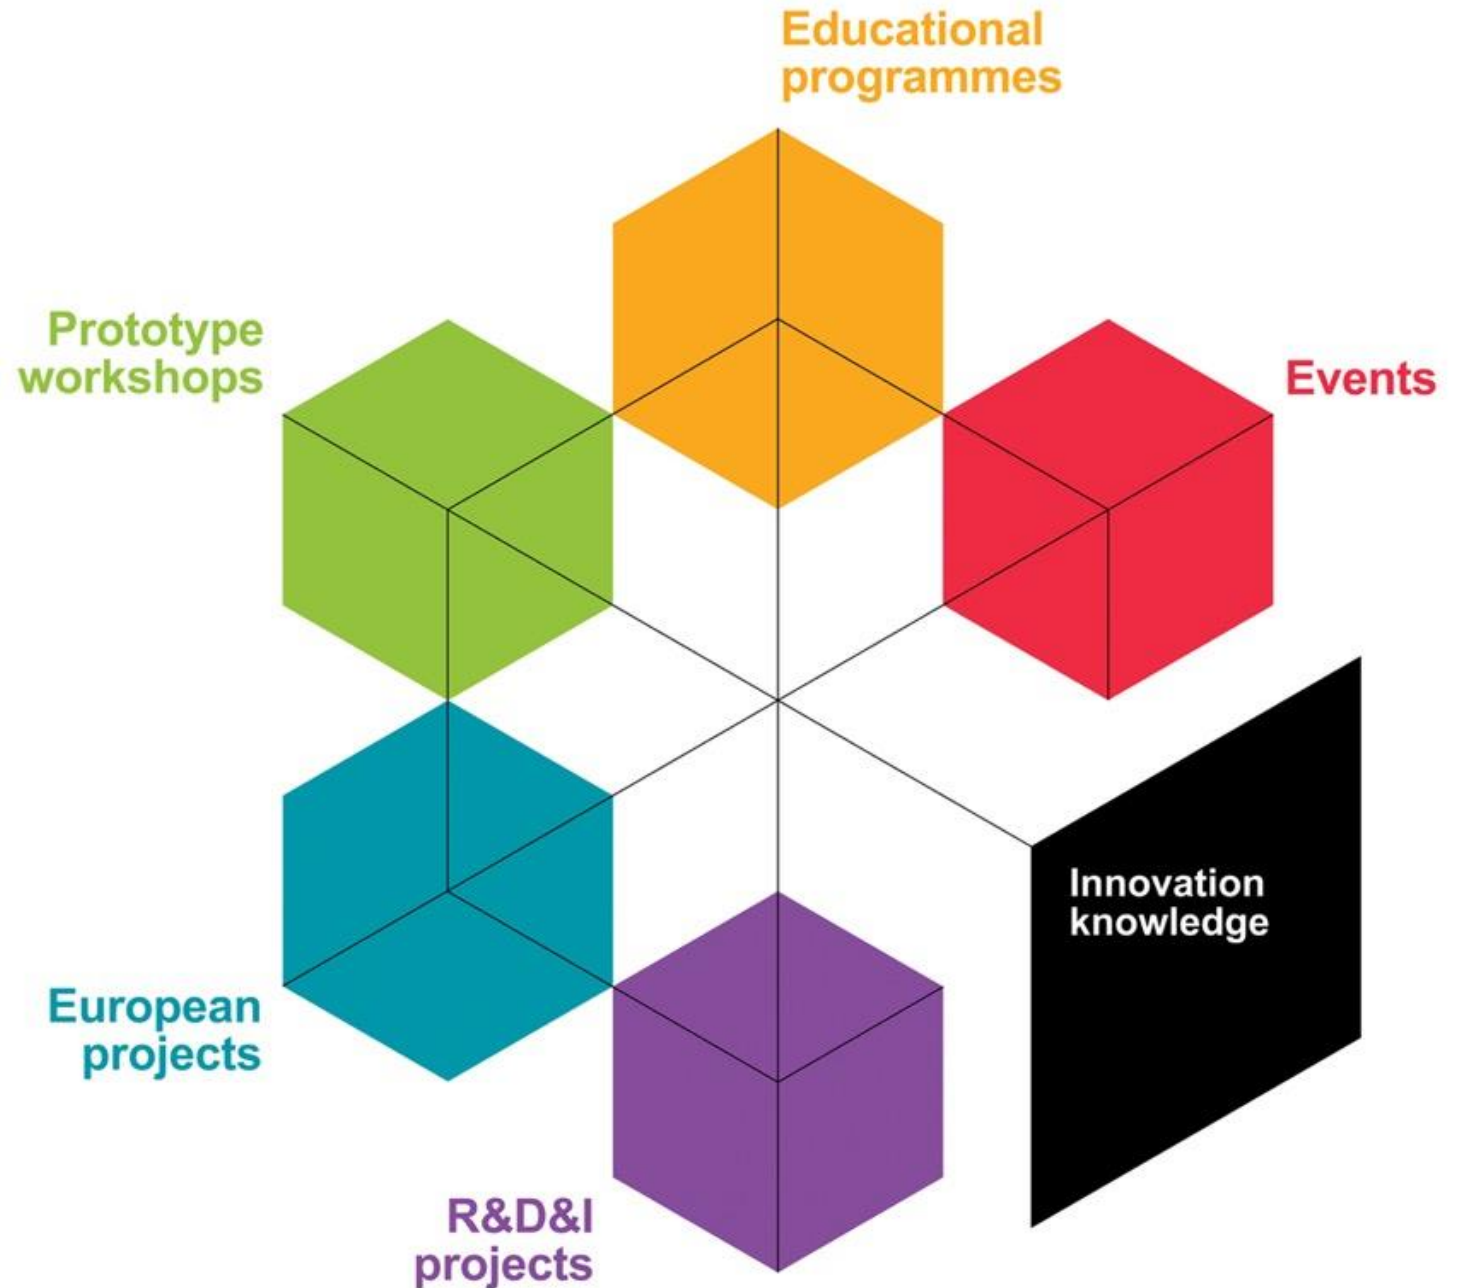 Educational
programmes
Prototype
workshops
Events
Innovation
knowledge
European
projects
R&D&I
projects